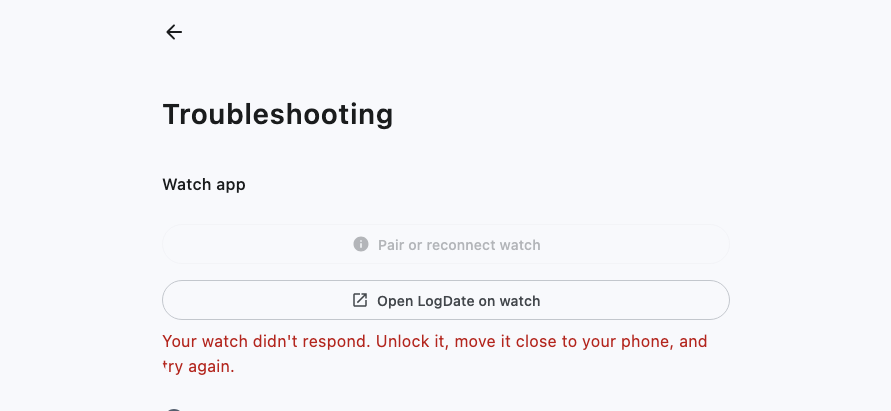 Troubleshooting
Watch app
Pair or reconnect watch
Open LogDate on watch
Your watch didn't respond. Unlock it, move it close to your phone, and
try again.